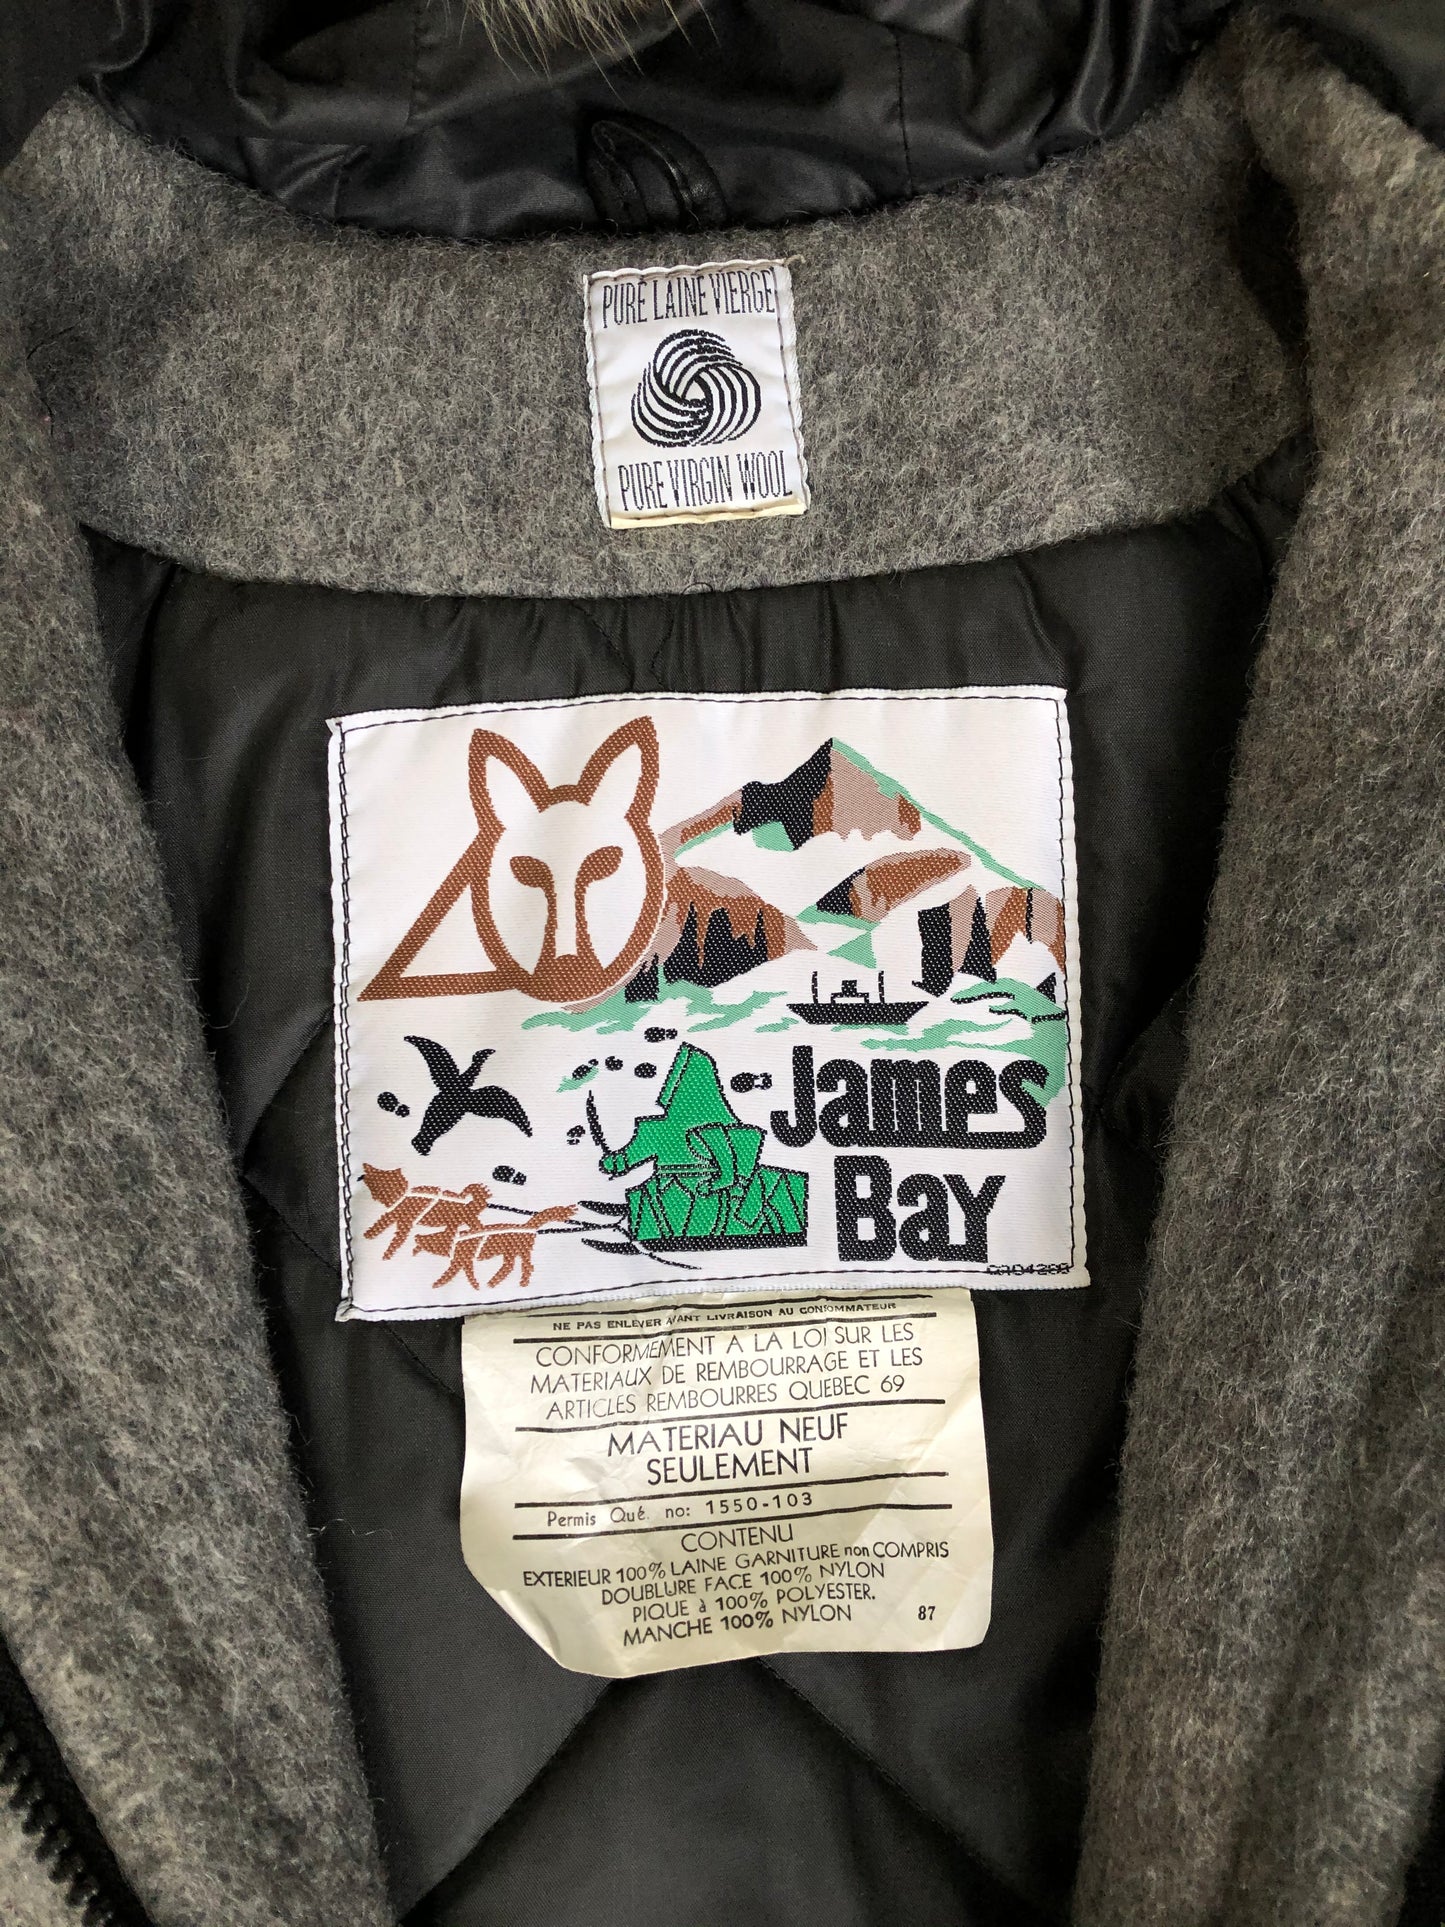 PURE LAINE VIERGE
PURE VIRGIN WOOL
James
Bay
CA04286
NE PAS ENLEVER AVANT LIVRAISON AU CONSOMMATEUR
CONFORMEMENT A LA LOI SUR LES
MATERIAUX DE REMBOURRAGE ET LES
ARTICLES REMBOURRES QUEBEC 69
MATERIAU NEUF
SEULEMENT
Permis Qué. no: 1550-103
CONTENU
EXTERIEUR 100% LAINE GARNITURE non COMPRIS
DOUBLURE FACE 100% NYLON
PIQUE à 100% POLYESTER.
MANCHE 100% NYLON 87